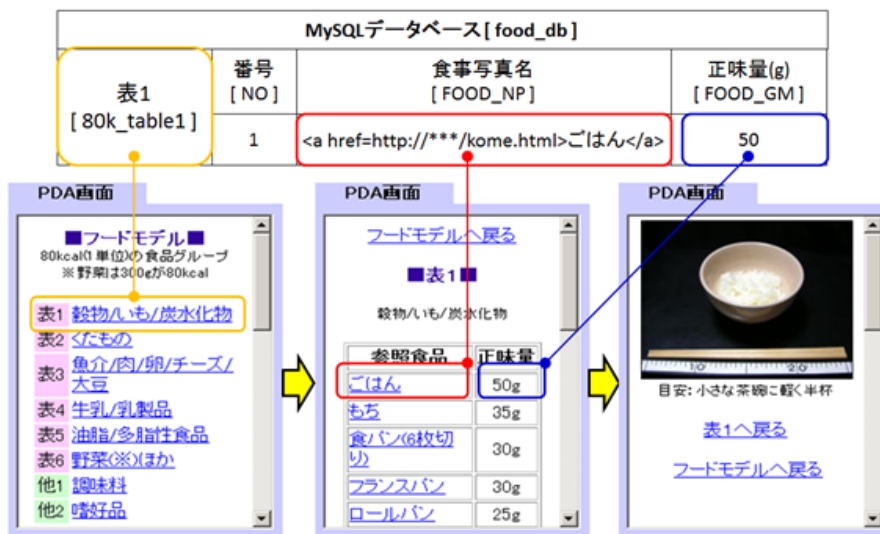 MySQLデータベース[ food_db ]
表1
[ 80k_table1 ]
番号
[ NO ]
食事写真名
[ FOOD_NP ]
正味量(g)
[ FOOD_GM ]
1
<a href=http://***/kome.html>ごはん</a>
50
PDA画面
■フードモデル■
80kcal(1単位)の食品グループ
※野菜は300gが80kcal
表1 穀物/いも/炭水化物
表2 くだもの
表3 魚介/肉/卵/チーズ/
大豆
表4 牛乳/乳製品
表5 油脂/多脂性食品
表6 野菜(※)ほか
他1 調味料
他2 嗜好品
PDA画面
フードモデルへ戻る
■表1■
穀物/いも/炭水化物
参照食品 正味量
ごはん 50g
もち 35g
食パン(6枚切
り) 30g
フランスパン 30g
ロールパン 25g
PDA画面
10 20
目安:小さな茶碗に軽く半杯
表1へ戻る
フードモデルへ戻る